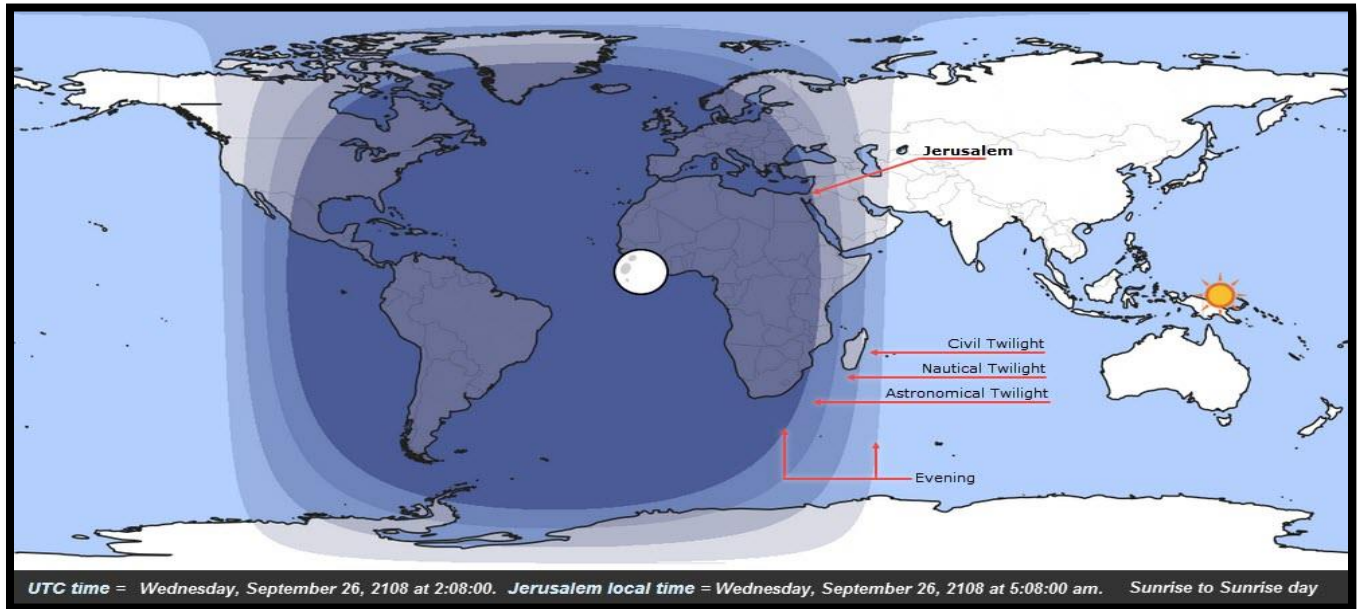 Jerusalem
Civil Twilight
Nautical Twilight
Astronomical Twilight
Evening
UTC time = Wednesday, September 26, 2108 at 2:08:00. Jerusalem local time = Wednesday, September 26, 2108 at 5:08:00 am. Sunrise to Sunrise day